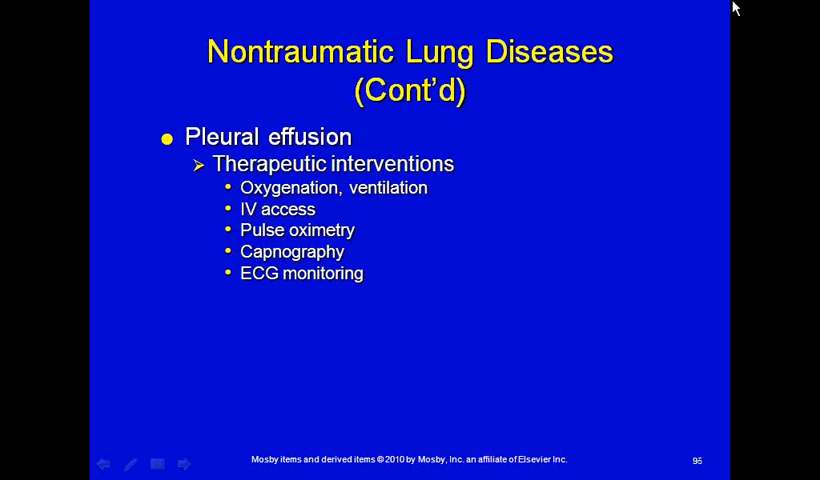 Nontraumatic Lung Diseases
(Cont'd)
Pleural effusion
Therapeutic interventions
Oxygenation, ventilation
IV access
Pulse oximetry
Capnography
ECG monitoring
Mosby items and derived items © 2010 by Mosby, Inc. an affiliate of Elsevier Inc.
95